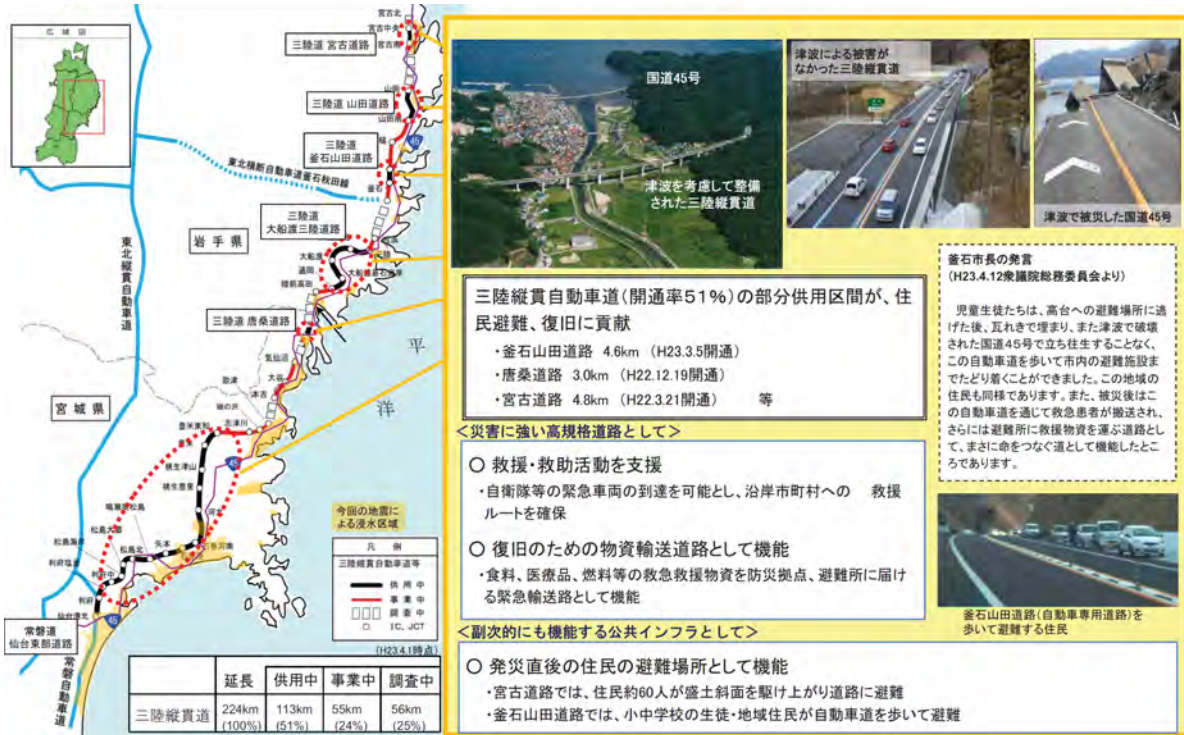 広域図
宮古北
宮古中央
宮古南
三陸道 宮古道路
山田
三陸道 山田道路
山田南
45
三陸道
釜石山田道路
東北横断自動車道釜石秋田線
釜石
三陸道
大船渡三陸道路
岩手県
三陸
大船渡
通岡
陸前高田
東北縦貫自動車道
三陸道 唐桑道路
気仙沼
大谷
歌津
本吉
平
洋
宮城県
志津川
登米東和
登米
桃生津山
45
桃生豊里
河北
鳴瀬奥松島
松島大郷
松島海岸
松島北
矢本
石巻河南
利府塩釜
利府中
利府
仙台港北
45
常磐道
仙台東部道路
常磐自動車道
今回の地震に
よる浸水区域
凡例
三陸縦貫自動車道等
供用中
事業中
調査中
IC、JCT
(H23.4.1時点)
延長 供用中 事業中 調査中
三陸縦貫道 224km (100%) 113km (51%) 55km (24%) 56km (25%)
国道45号
津波を考慮して整備
された三陸縦貫道
津波による被害が
なかった三陸縦貫道
津波で被災した国道45号
三陸縦貫自動車道(開通率51%)の部分供用区間が、住
民避難、復旧に貢献
・釜石山田道路 4.6km (H23.3.5開通)
・唐桑道路 3.0km (H22.12.19開通)
・宮古道路 4.8km (H22.3.21開通) 等
釜石市長の発言
(H23.4.12衆議院総務委員会より)
児童生徒たちは、高台への避難場所に逃
げた後、瓦れきで埋まり、また津波で破壊
された国道45号で立ち往生することなく、
この自動車道を歩いて市内の避難施設ま
でたどり着くことができました。この地域の
住民も同様であります。また、被災後はこ
の自動車道を通じて救急患者が搬送され、
さらには避難所に救援物資を運ぶ道路とし
て、まさに命をつなぐ道として機能したとこ
ろであります。
<災害に強い高規格道路として>
○ 救援・救助活動を支援
・自衛隊等の緊急車両の到達を可能とし、沿岸市町村への 救援
ルートを確保
○ 復旧のための物資輸送道路として機能
・食料、医療品、燃料等の救急救援物資を防災拠点、避難所に届け
る緊急輸送路として機能
釜石山田道路(自動車専用道路)を
歩いて避難する住民
<副次的にも機能する公共インフラとして>
○ 発災直後の住民の避難場所として機能
・宮古道路では、住民約60人が盛土斜面を駆け上がり道路に避難
・釜石山田道路では、小中学校の生徒・地域住民が自動車道を歩いて避難